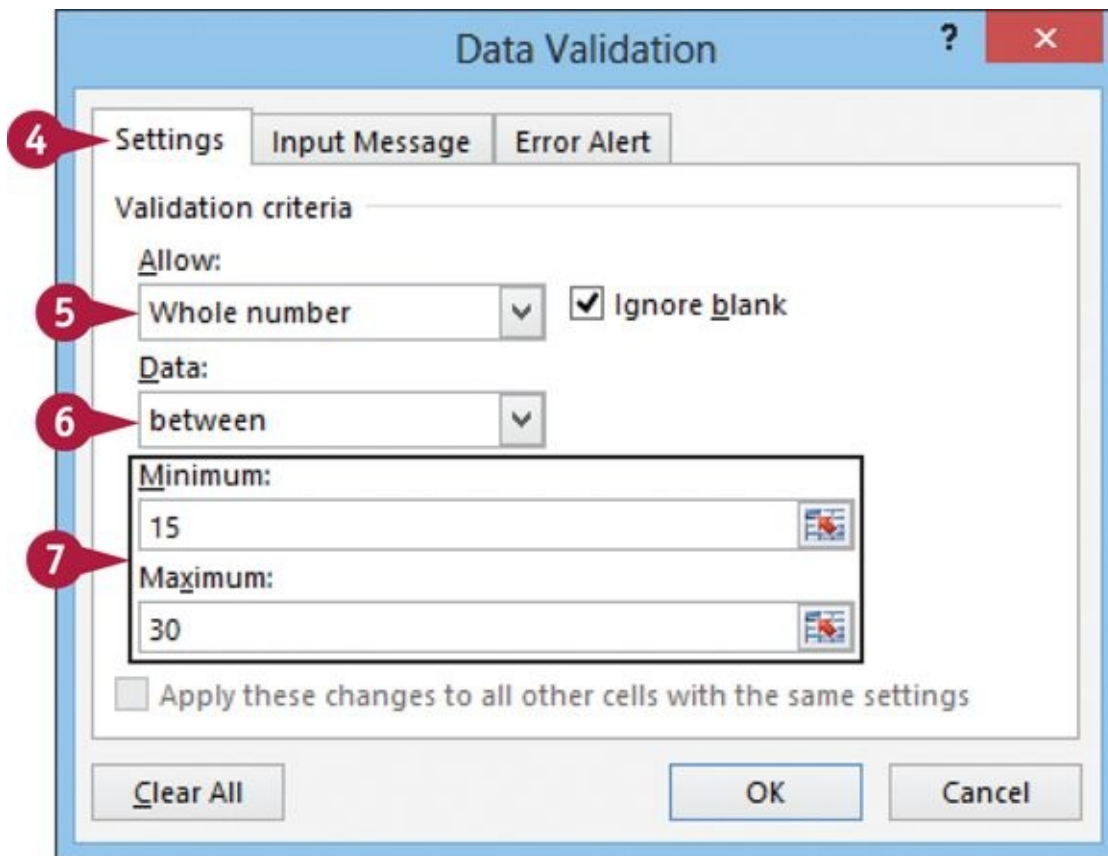 Data Validation ? ×
4 Settings Input Message Error Alert
Validation criteria
Allow:
5 Whole number Ignore blank
Data:
6 between
Minimum:
15
7
Maximum:
30
Apply these changes to all other cells with the same settings
Clear All OK Cancel